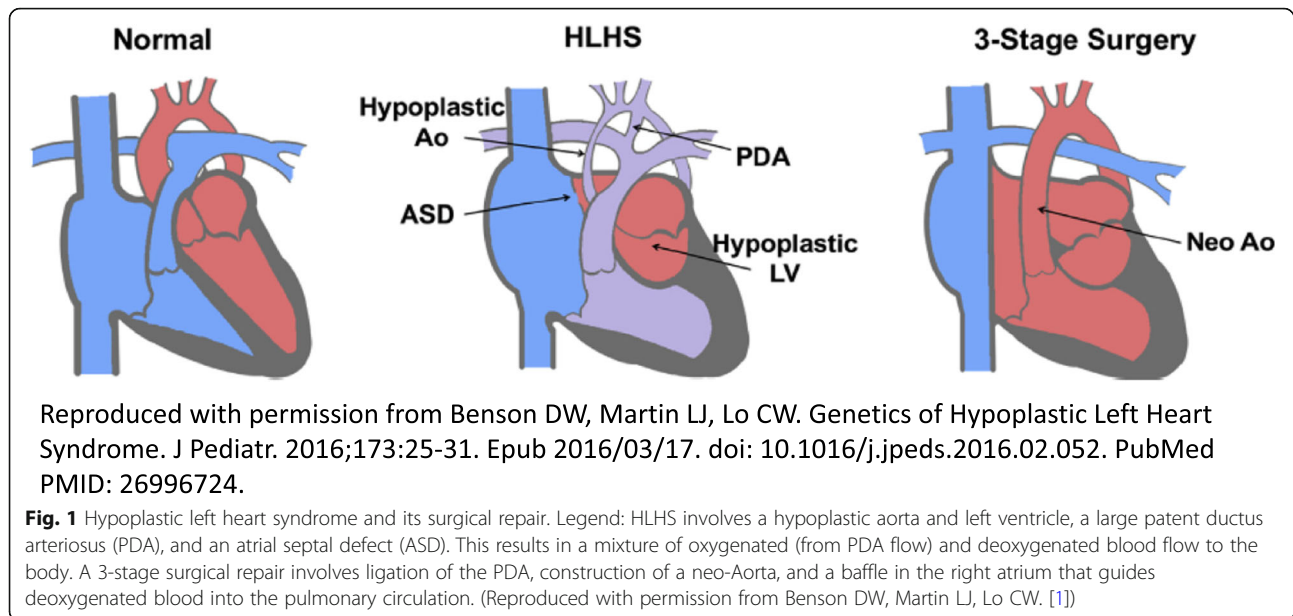 Normal
HLHS
3-Stage Surgery
Hypoplastic
Ao
PDA
ASD
Hypoplastic
LV
Neo Ao
Reproduced with permission from Benson DW, Martin LJ, Lo CW. Genetics of Hypoplastic Left Heart
Syndrome. J Pediatr. 2016;173:25-31. Epub 2016/03/17. doi: 10.1016/j.jpeds.2016.02.052. PubMed
PMID: 26996724.
Fig. 1 Hypoplastic left heart syndrome and its surgical repair. Legend: HLHS involves a hypoplastic aorta and left ventricle, a large patent ductus
arteriosus (PDA), and an atrial septal defect (ASD). This results in a mixture of oxygenated (from PDA flow) and deoxygenated blood flow to the
body. A 3-stage surgical repair involves ligation of the PDA, construction of a neo-Aorta, and a baffle in the right atrium that guides
deoxygenated blood into the pulmonary circulation. (Reproduced with permission from Benson DW, Martin LJ, Lo CW. [1])